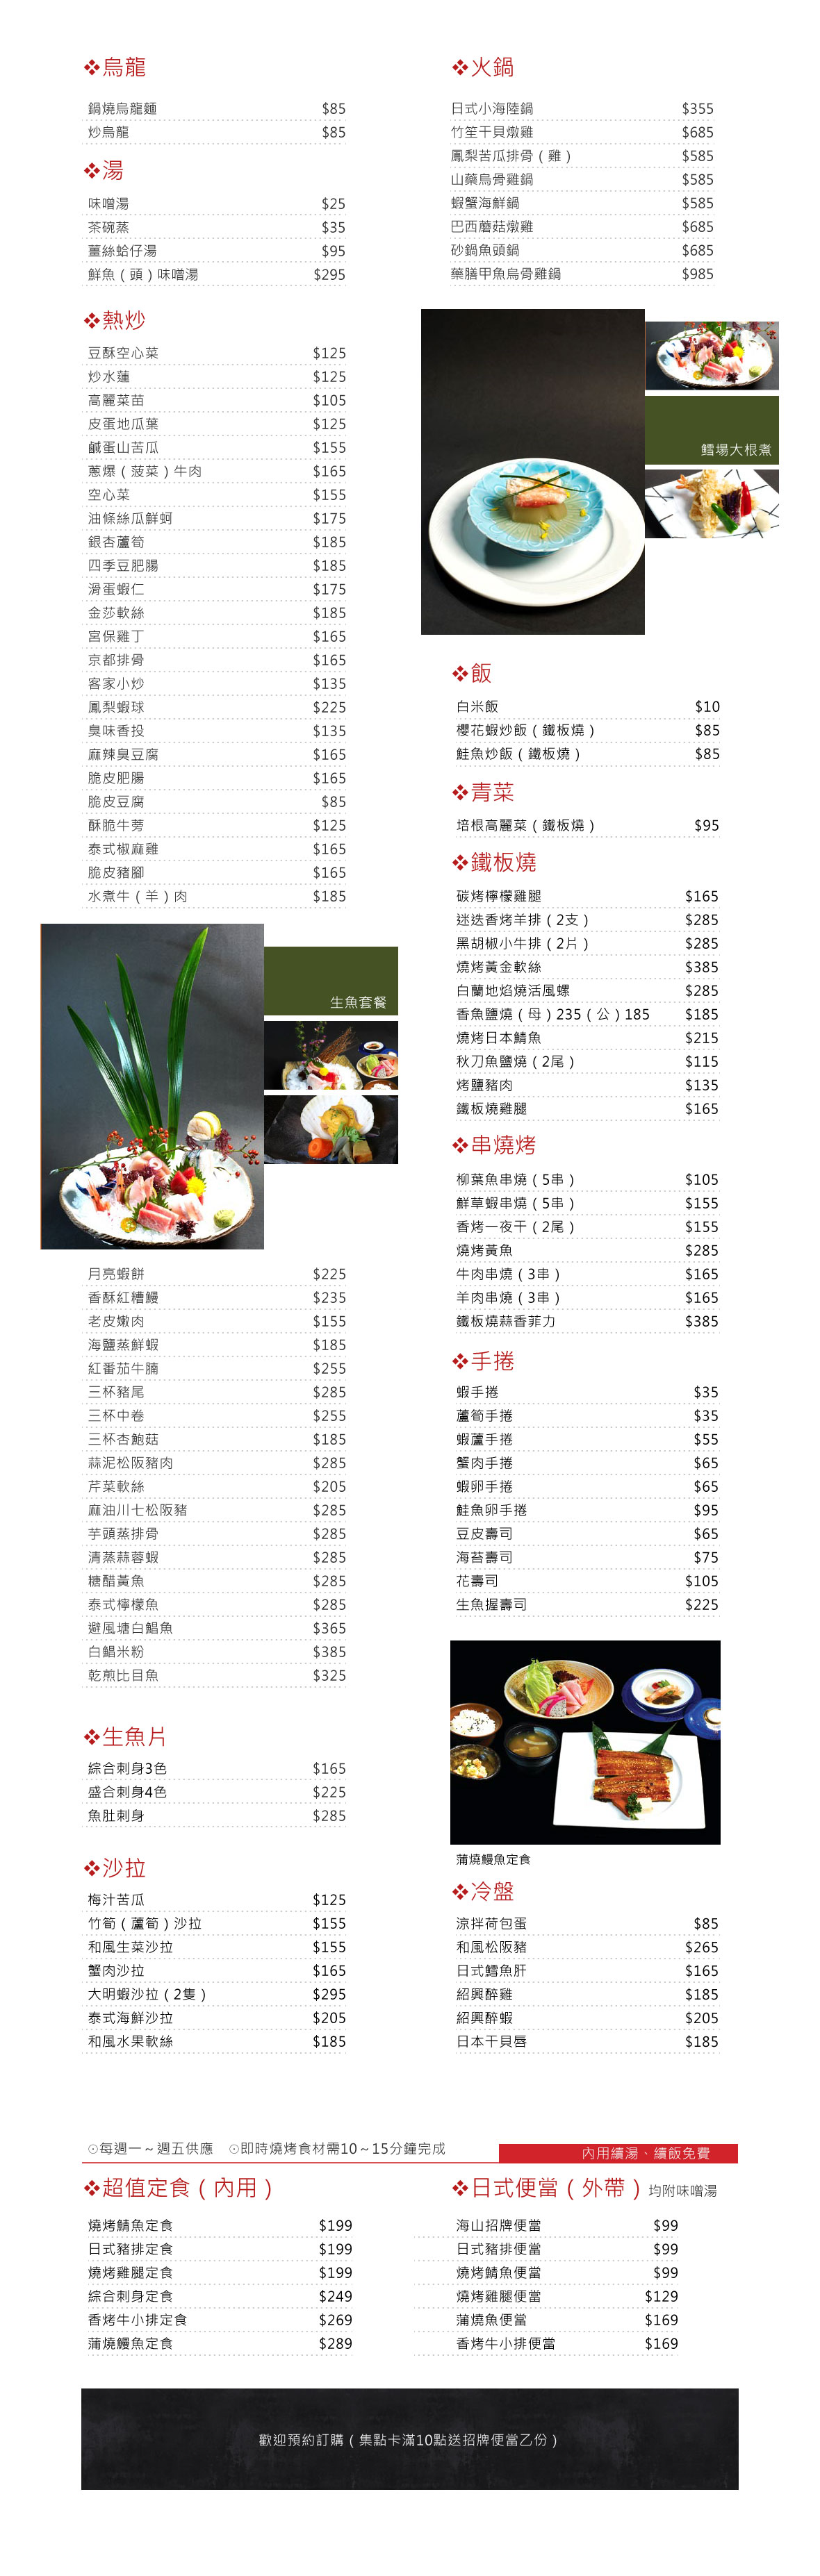 ❖烏龍
鍋燒烏龍麵 $85
炒烏龍 $85
❖湯
味噌湯 $25
茶碗蒸 $35
薑絲蛤仔湯 $95
鮮魚(頭)味噌湯 $295
❖熱炒
豆酥空心菜 $125
炒水蓮 $125
高麗菜苗 $105
皮蛋地瓜葉 $125
鹹蛋山苦瓜 $155
蔥爆(菠菜)牛肉 $165
空心菜 $155
油條絲瓜鮮蚵 $175
銀杏蘆筍 $185
四季豆肥腸 $185
滑蛋蝦仁 $175
金莎軟絲 $185
宮保雞丁 $165
京都排骨 $165
客家小炒 $135
鳳梨蝦球 $225
臭味香投 $135
麻辣臭豆腐 $165
脆皮肥腸 $165
脆皮豆腐 $85
酥脆牛蒡 $125
泰式椒麻雞 $165
脆皮豬腳 $165
水煮牛(羊)肉 $185
生魚套餐
月亮蝦餅 $225
香酥紅糟鰻 $235
老皮嫩肉 $155
海鹽蒸鮮蝦 $185
紅番茄牛腩 $255
三杯豬尾 $285
三杯中卷 $255
三杯杏鮑菇 $185
蒜泥松阪豬肉 $285
芹菜軟絲 $205
麻油川七松阪豬 $285
芋頭蒸排骨 $285
清蒸蒜蓉蝦 $285
糖醋黃魚 $285
泰式檸檬魚 $285
避風塘白鯧魚 $365
白鯧米粉 $385
乾煎比目魚 $325
❖生魚片
綜合刺身3色 $165
盛合刺身4色 $225
魚肚刺身 $285
❖沙拉
梅汁苦瓜 $125
竹筍(蘆筍)沙拉 $155
和風生菜沙拉 $155
蟹肉沙拉 $165
大明蝦沙拉(2隻) $295
泰式海鮮沙拉 $205
和風水果軟絲 $185
❖火鍋
日式小海陸鍋 $355
竹笙干貝燉雞 $685
鳳梨苦瓜排骨(雞) $585
山藥烏骨雞鍋 $585
蝦蟹海鮮鍋 $585
巴西蘑菇燉雞 $685
砂鍋魚頭鍋 $685
藥膳甲魚烏骨雞鍋 $985
鱈場大根煮
❖飯
白米飯 $10
櫻花蝦炒飯(鐵板燒) $85
鮭魚炒飯(鐵板燒) $85
❖青菜
培根高麗菜(鐵板燒) $95
❖鐵板燒
碳烤檸檬雞腿 $165
迷迭香烤羊排(2支) $285
黑胡椒小牛排(2片) $285
燒烤黃金軟絲 $385
白蘭地焰燒活風螺 $285
香魚鹽燒(母)235(公)185 $185
燒烤日本鯖魚 $215
秋刀魚鹽燒(2尾) $115
烤鹽豬肉 $135
鐵板燒雞腿 $165
❖串燒烤
柳葉魚串燒(5串) $105
鮮草蝦串燒(5串) $155
香烤一夜干(2尾) $155
燒烤黃魚 $285
牛肉串燒(3串) $165
羊肉串燒(3串) $165
鐵板燒蒜香菲力 $385
❖手捲
蝦手捲 $35
蘆筍手捲 $35
蝦蘆手捲 $55
蟹肉手捲 $65
蝦卵手捲 $65
鮭魚卵手捲 $95
豆皮壽司 $65
海苔壽司 $75
花壽司 $105
生魚握壽司 $225
蒲燒鰻魚定食
❖冷盤
涼拌荷包蛋 $85
和風松阪豬 $265
日式鱈魚肝 $165
紹興醉雞 $185
紹興醉蝦 $205
日本干貝唇 $185
⊙每週一~週五供應 ⊙即時燒烤食材需10~15分鐘完成
內用續湯、續飯免費
❖超值定食(內用)
燒烤鯖魚定食 $199
日式豬排定食 $199
燒烤雞腿定食 $199
綜合刺身定食 $249
香烤牛小排定食 $269
蒲燒鰻魚定食 $289
❖日式便當(外帶)均附味噌湯
海山招牌便當 $99
日式豬排便當 $99
燒烤鯖魚便當 $99
燒烤雞腿便當 $129
蒲燒魚便當 $169
香烤牛小排便當 $169
歡迎預約訂購(集點卡滿10點送招牌便當乙份)